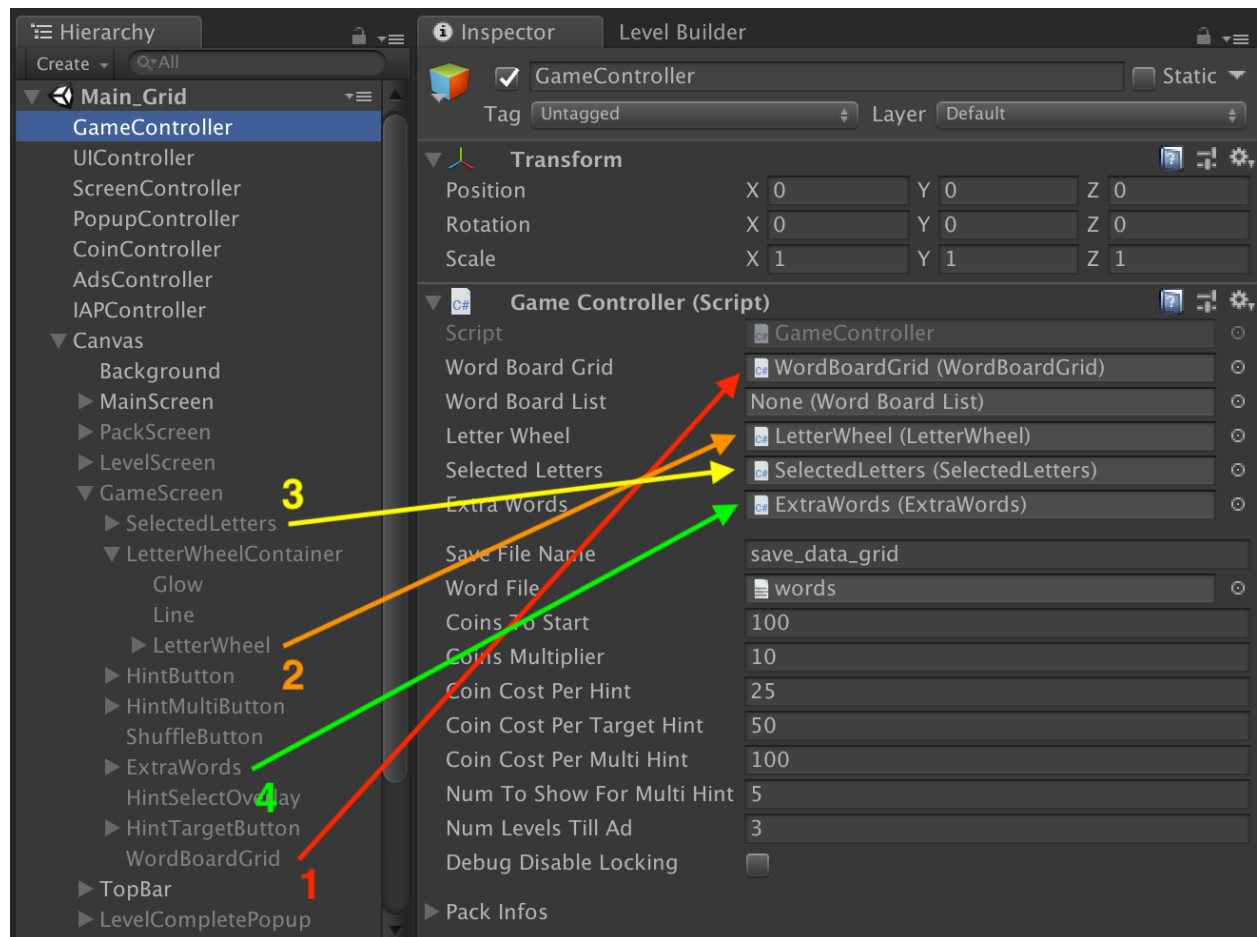 Hierarchy
Create
All
Main_Grid
GameController
UIController
ScreenController
PopupController
CoinController
AdsController
IAPController
Canvas
Background
MainScreen
PackScreen
LevelScreen
GameScreen
3
SelectedLetters
LetterWheelContainer
Glow
Line
LetterWheel
2
HintButton
HintMultiButton
ShuffleButton
ExtraWords
4
HintSelectOverlay
HintTargetButton
WordBoardGrid
1
TopBar
LevelCompletePopup
Inspector Level Builder
GameController Static
Tag Untagged Layer Default
Transform
Position X 0 Y 0 Z 0
Rotation X 0 Y 0 Z 0
Scale X 1 Y 1 Z 1
C# Game Controller (Script)
Script C# GameController
Word Board Grid C# WordBoardGrid (WordBoardGrid)
Word Board List None (Word Board List)
Letter Wheel C# LetterWheel (LetterWheel)
Selected Letters C# SelectedLetters (SelectedLetters)
Extra Words C# ExtraWords (ExtraWords)
Save File Name save_data_grid
Word File words
Coins To Start 100
Coins Multiplier 10
Coin Cost Per Hint 25
Coin Cost Per Target Hint 50
Coin Cost Per Multi Hint 100
Num To Show For Multi Hint 5
Num Levels Till Ad 3
Debug Disable Locking
Pack Infos